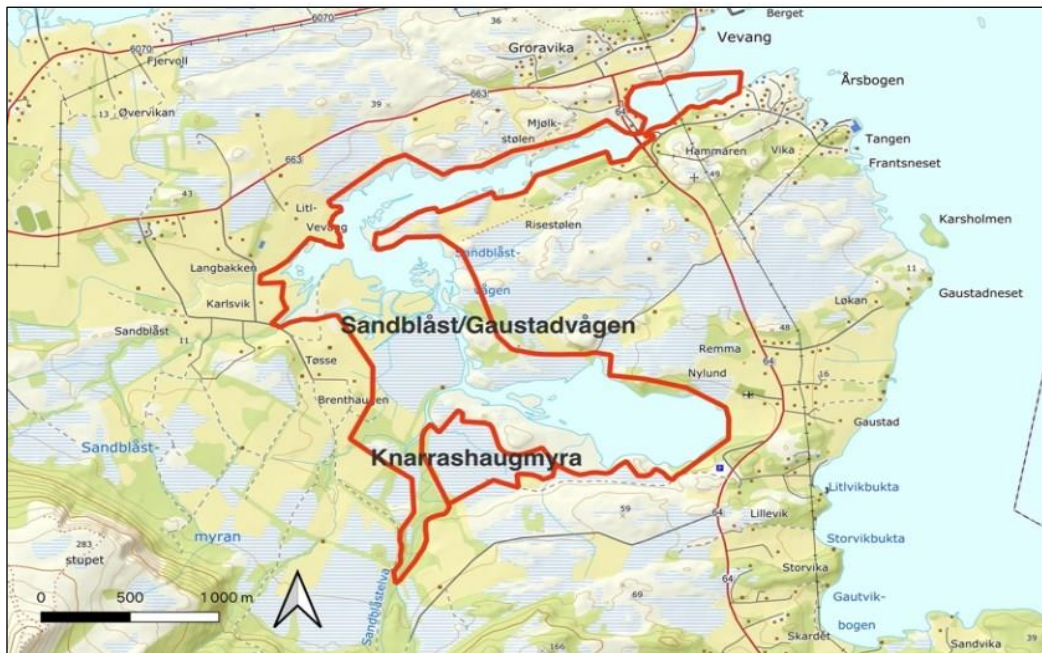 6070
36
Berget
Vevang
Groravika
6070
Fjervoll
663
64
Årsbogen
39
13
Øvervikan
Mjølk-
stølen
Tangen
Hammaren
Vika
Frantsneset
663
49
43
Litl-
Vevang
Risestølen
Karsholmen
Sandblåst-
vågen
Langbakken
11
Gaustadneset
Karlsvik
Løkan
Sandblåst
11
Sandblåst/Gaustadvågen
48
Remma
Tøsse
64
Nylund
16
Brenthaugen
Gaustad
Sandblåst-
Knarrashaugmyra
P
Litlvikbukta
59
Lillevik
64
myran
Storvikbukta
283
stupet
Storvika
64
0 500 1 000 m
Sandblåstelva
69
Gautvik-
bogen
Skardet
166
Sandvika
39